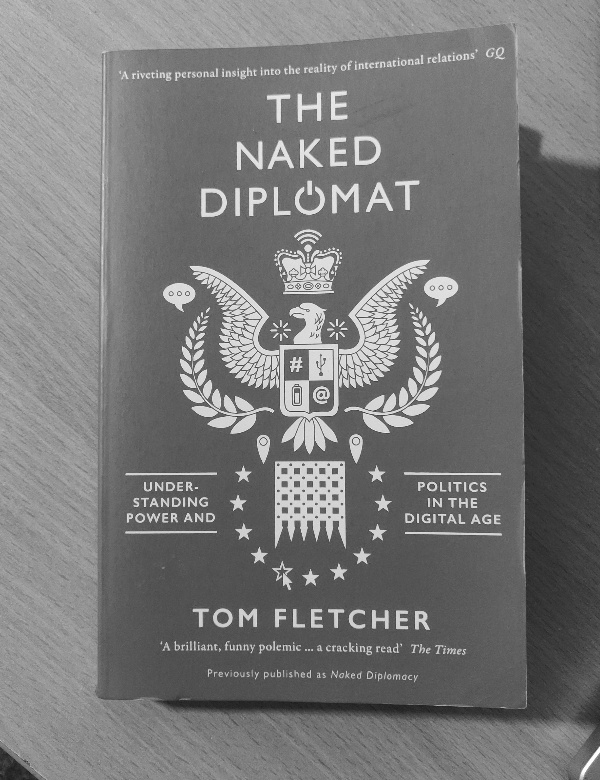 'A riveting personal insight into the reality of international relations' GQ
THE
NAKED
DIPLOMAT
#
@
UNDER-
STANDING
POWER AND
POLITICS
IN THE
DIGITAL AGE
TOM FLETCHER
'A brilliant, funny polemic ... a cracking read' The Times
Previously published as Naked Diplomacy